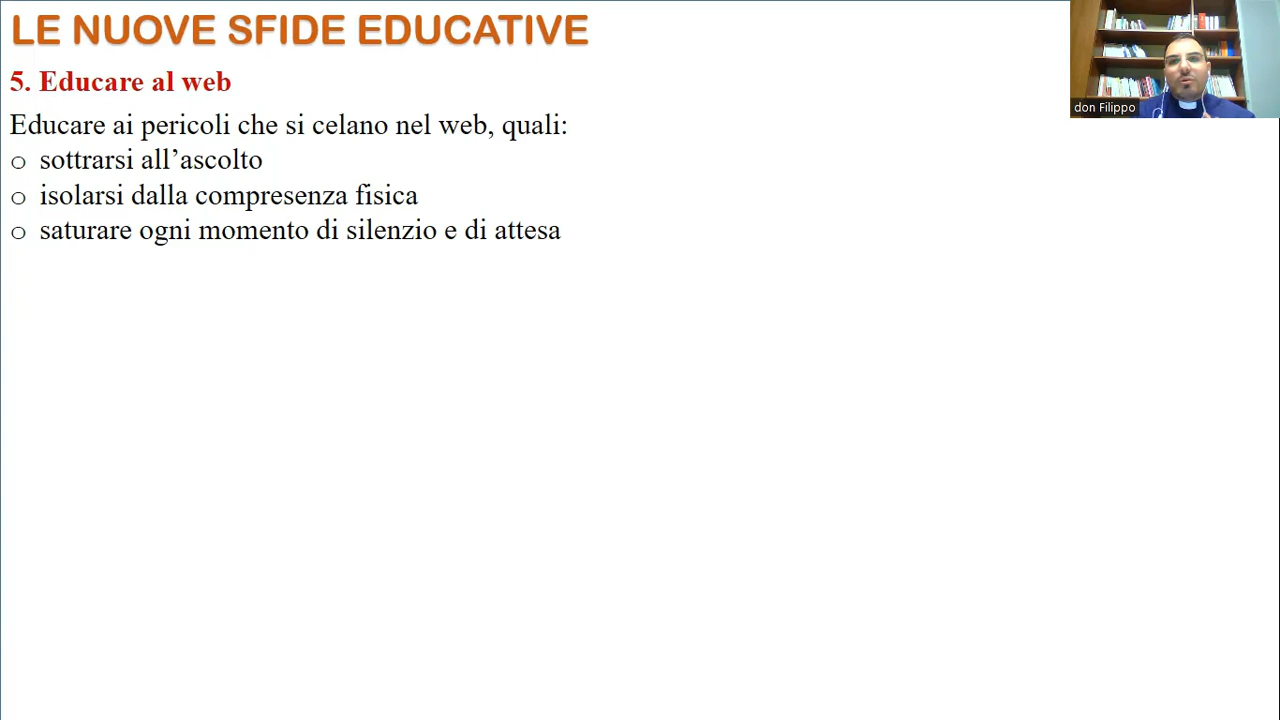 LE NUOVE SFIDE EDUCATIVE
5. Educare al web
Educare ai pericoli che si celano nel web, quali:
o sottrarsi all’ascolto
o isolarsi dalla compresenza fisica
o saturare ogni momento di silenzio e di attesa
don Filippo